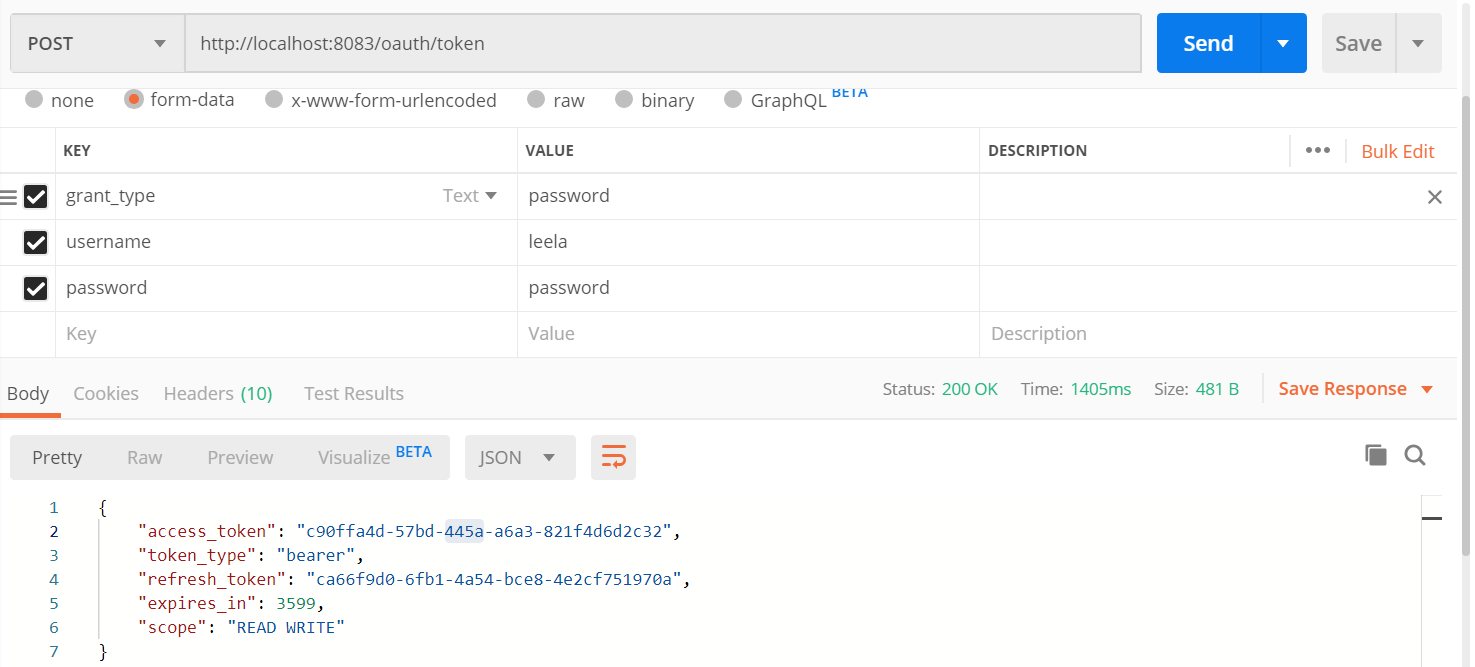 POST http://localhost:8083/oauth/token Send Save
none form-data x-www-form-urlencoded raw binary GraphQL BETA
KEY VALUE DESCRIPTION ••• Bulk Edit
grant_type Text password
username leela
password password
Key Value Description
Body Cookies Headers (10) Test Results Status: 200 OK Time: 1405ms Size: 481 B Save Response
Pretty Raw Preview Visualize BETA JSON
1 {
2 "access_token": "c90ffa4d-57bd-445a-a6a3-821f4d6d2c32",
3 "token_type": "bearer",
4 "refresh_token": "ca66f9d0-6fb1-4a54-bce8-4e2cf751970a",
5 "expires_in": 3599,
6 "scope": "READ WRITE"
7 }